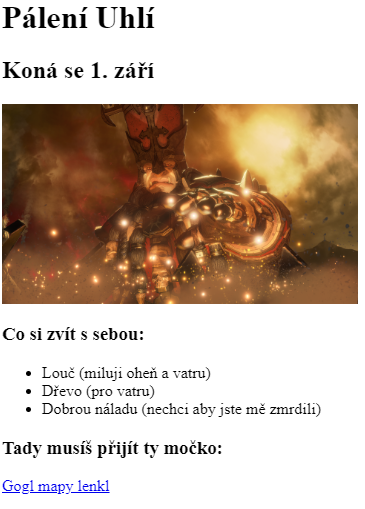 Pálení Uhlí
Koná se 1. září
Co si zvít s sebou:
Louč (miluji oheň a vatru)
Dřevo (pro vatru)
Dobrou náladu (nechci aby jste mě zmrdili)
Tady musíš přijít ty močko:
Gogl mapy lenkl